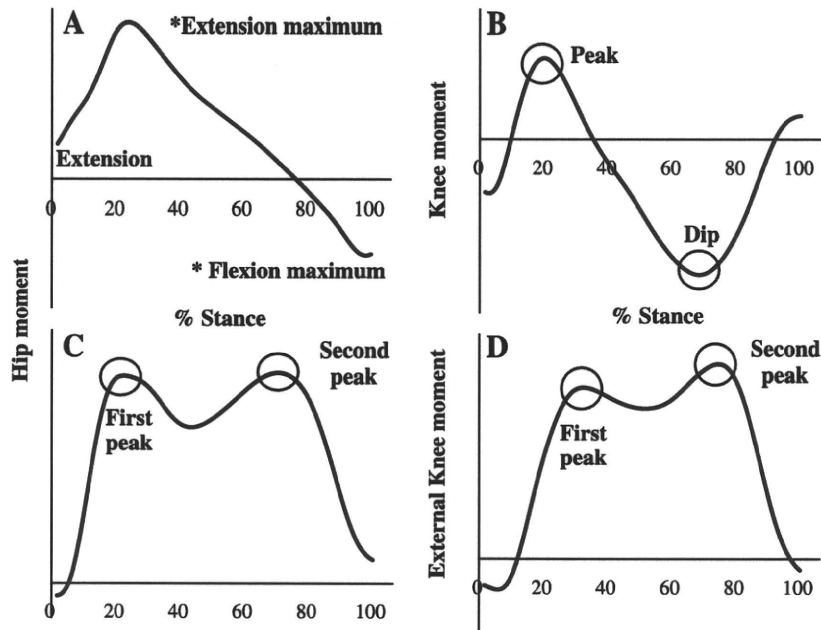 A
*Extension maximum
Extension
0 20 40 60 80 100
* Flexion maximum
% Stance
Hip moment
B
Peak
Knee moment
0 20 40 60 80 100
Dip
% Stance
C
First
peak
Second
peak
0 20 40 60 80 100
D
External Knee moment
First
peak
Second
peak
0 20 40 60 80 100